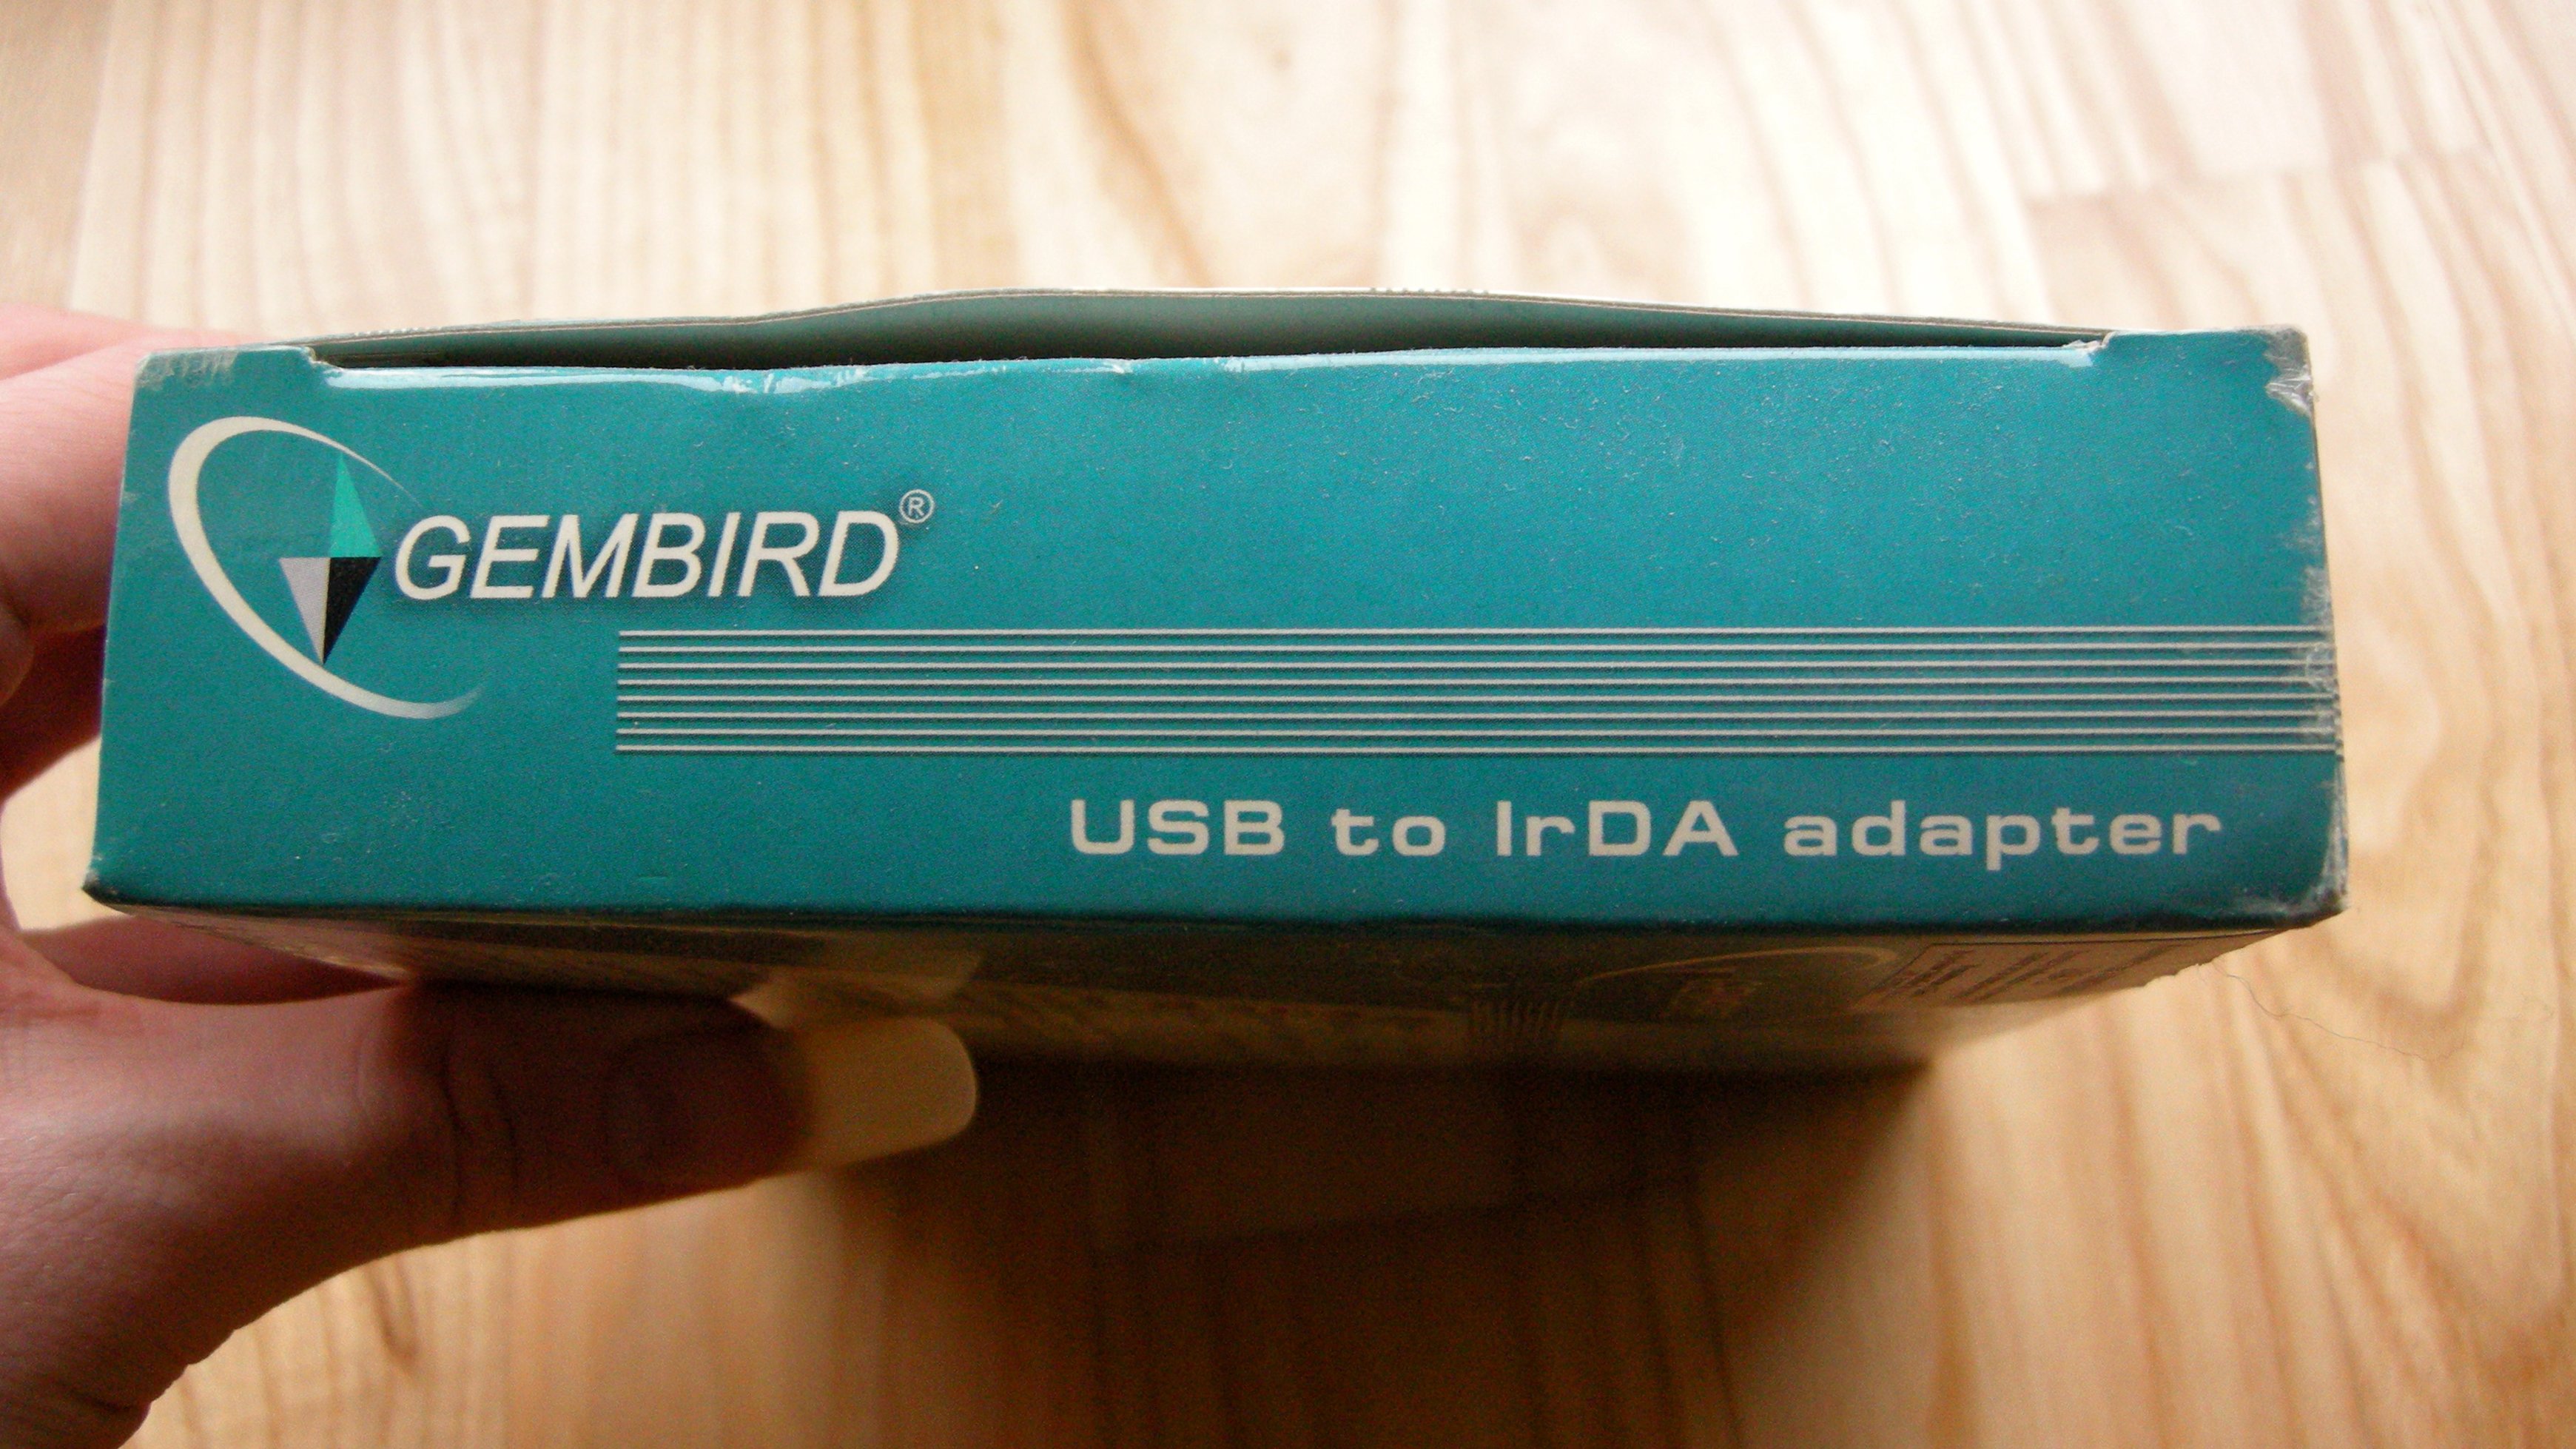 GEMBIRD®
USB to IrDA adapter